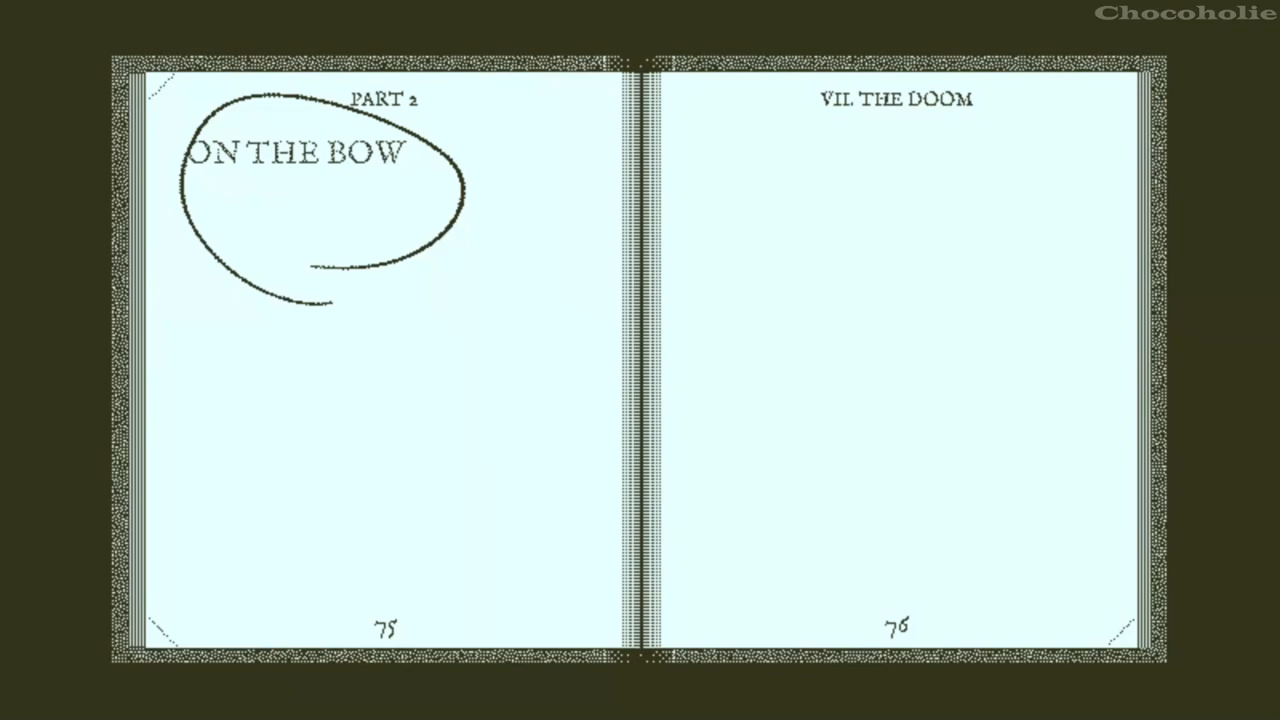 Chocoholie
PART 2
ON THE BOW
75
VII. THE DOOM
76